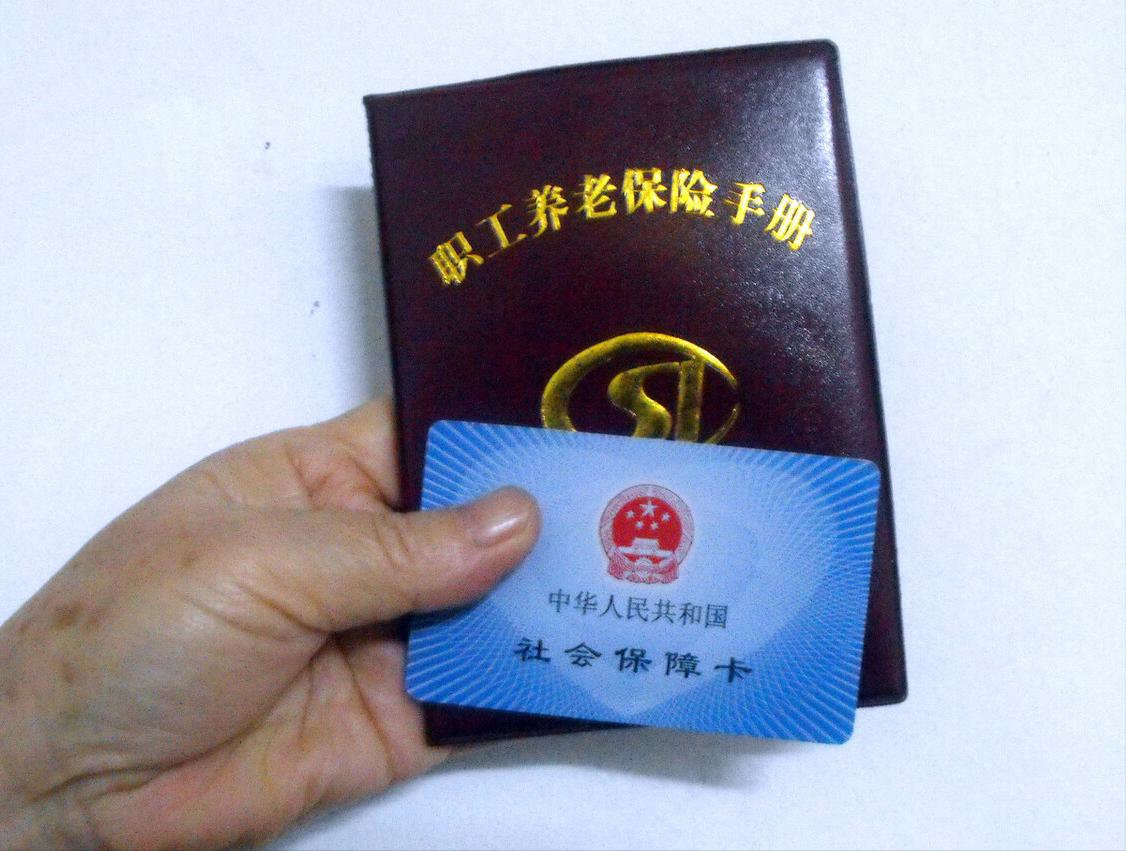 职工养老保险手册
SI
中华人民共和国
社会保障卡